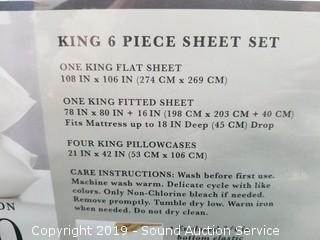 KING 6 PIECE SHEET SET
ONE KING FLAT SHEET
108 IN x 106 IN (274 CM x 269 CM)
ONE KING FITTED SHEET
78 IN x 80 IN + 16 IN (198 CM x 203 CM + 40 CM)
Fits Mattress up to 18 IN Deep (45 CM) Drop
FOUR KING PILLOWCASES
21 IN x 42 IN (53 CM x 106 CM)
CARE INSTRUCTIONS: Wash before first use.
Machine wash warm. Delicate cycle with like
colors. Only Non-Chlorine bleach if needed.
Remove promptly. Tumble dry low. Warm iron
when needed. Do not dry clean.
ON
bottom elastic
Copyright 2019 - Sound Auction Service